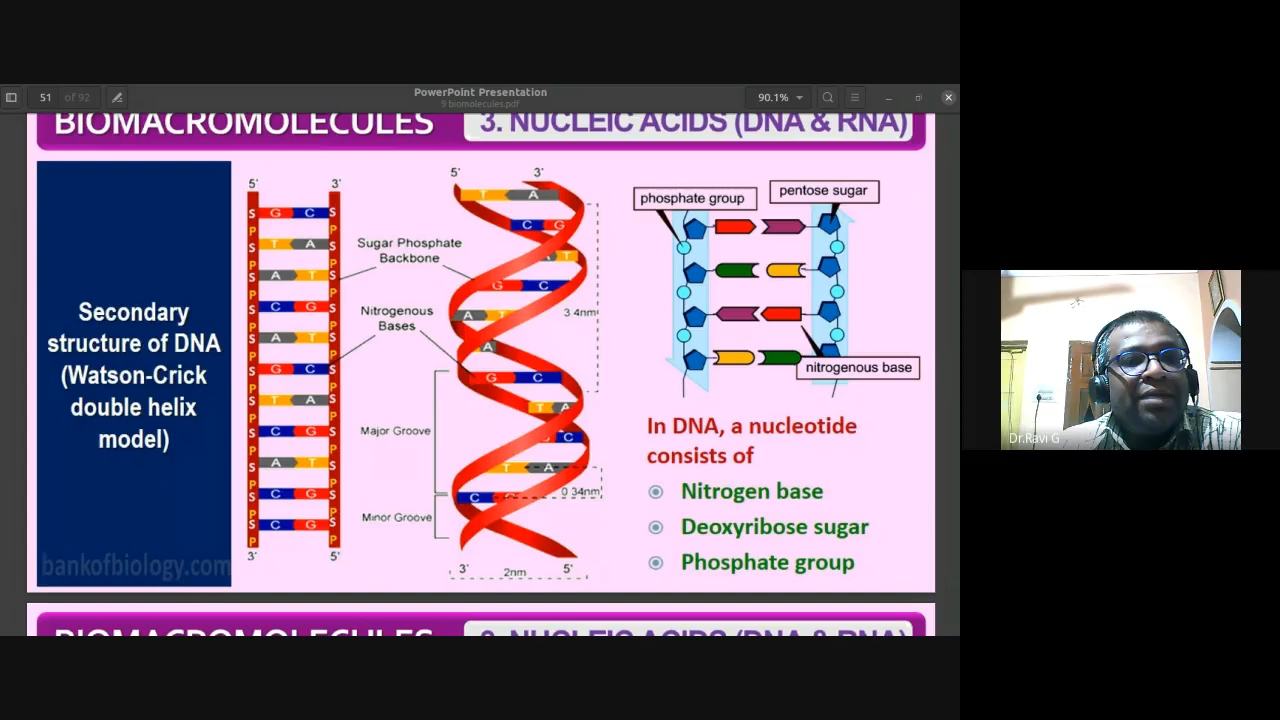 PowerPoint Presentation
51 of 92
90.1%
9 biomolecules.pdf
BIOMACROMOLECULES
3. NUCLEIC ACIDS (DNA & RNA)
Secondary
structure of DNA
(Watson-Crick
double helix
model)
bankofbiology.com
5' 3'
S G C S
P P
S T A S
P P
S A T S
P P
S C G S
P P
S A T S
P P
S G C S
P P
S T A S
P P
S C G S
P P
S A T S
P P
S C G S
P P
S C G S
P P
3' 5'
Sugar Phosphate
Backbone
Nitrogenous
Bases
Major Groove
Minor Groove
5' 3'
T A
C G
T
G C
A T
A
G C
T A
C
T A
C
3.4nm
0.34nm
3' 5'
2nm
phosphate group
pentose sugar
nitrogenous base
In DNA, a nucleotide
consists of
Nitrogen base
Deoxyribose sugar
Phosphate group
Dr.Ravi G
BIOMACROMOLECULES
3. NUCLEIC ACIDS (DNA & RNA)